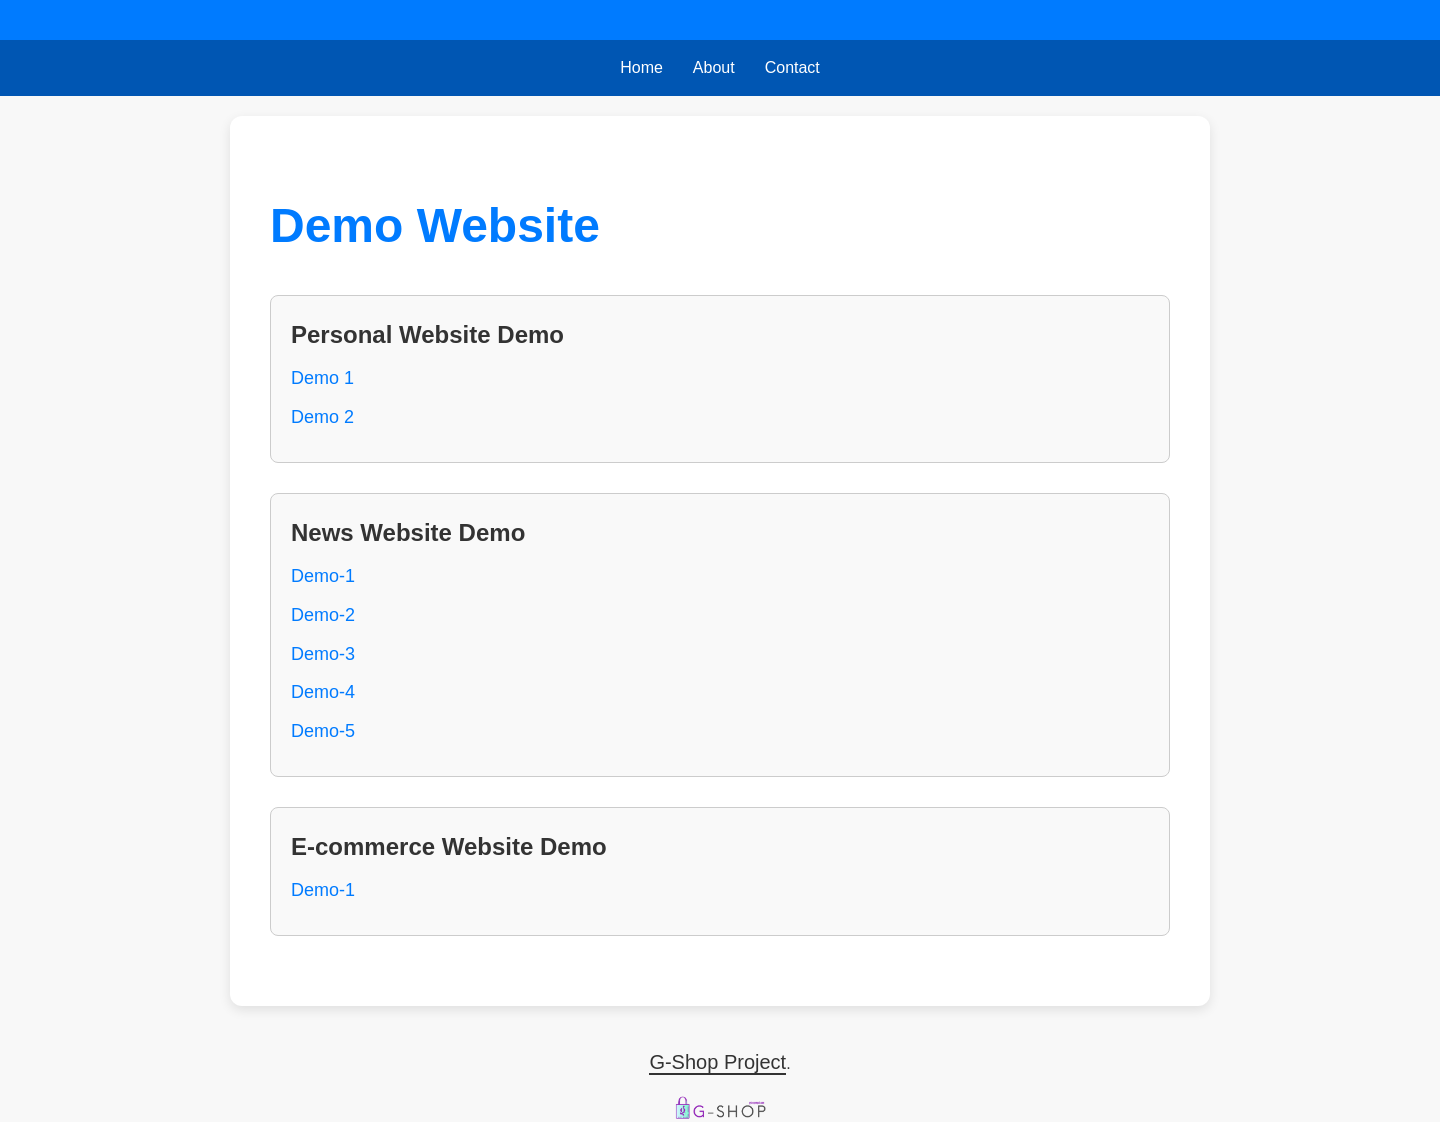 Home About Contact
Demo Website
Personal Website Demo
Demo 1
Demo 2
News Website Demo
Demo-1
Demo-2
Demo-3
Demo-4
Demo-5
E-commerce Website Demo
Demo-1
G-Shop Project.
G-SHOP